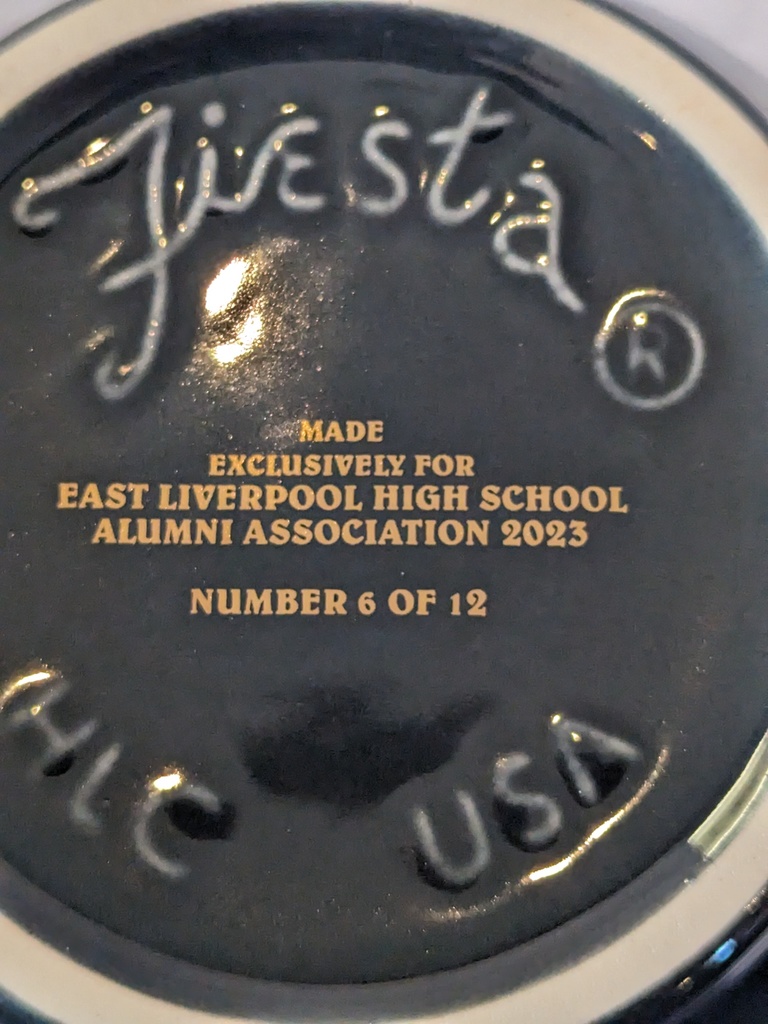 Fiesta
®
MADE
EXCLUSIVELY FOR
EAST LIVERPOOL HIGH SCHOOL
ALUMNI ASSOCIATION 2023
NUMBER 6 OF 12
HLC USA